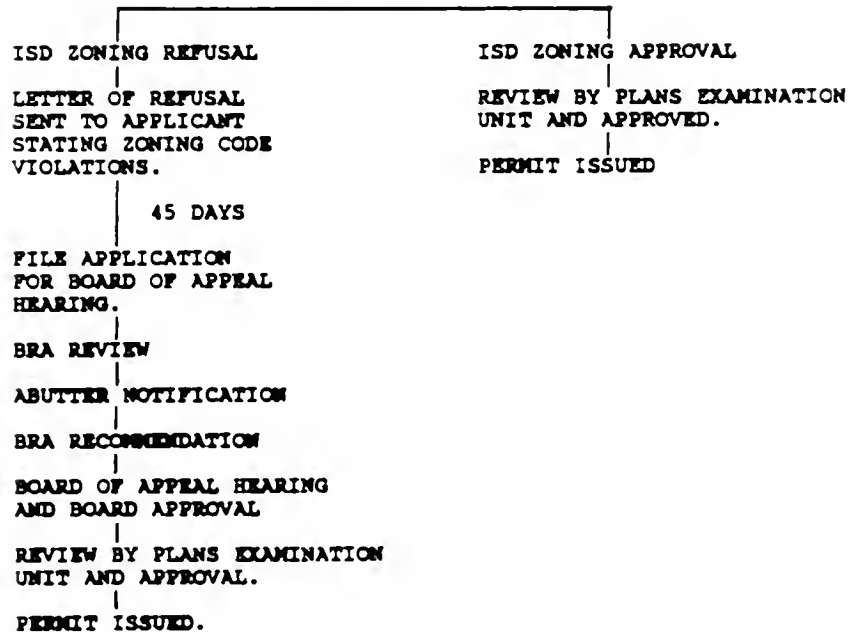 ISD ZONING REFUSAL
LETTER OF REFUSAL
SENT TO APPLICANT
STATING ZONING CODE
VIOLATIONS.
45 DAYS
FILE APPLICATION
FOR BOARD OF APPEAL
HEARING.
BRA REVIEW
ABUTTER NOTIFICATION
BRA RECOMMENDATION
BOARD OF APPEAL HEARING
AND BOARD APPROVAL
REVIEW BY PLANS EXAMINATION
UNIT AND APPROVAL.
PERMIT ISSUED.
ISD ZONING APPROVAL
REVIEW BY PLANS EXAMINATION
UNIT AND APPROVED.
PERMIT ISSUED